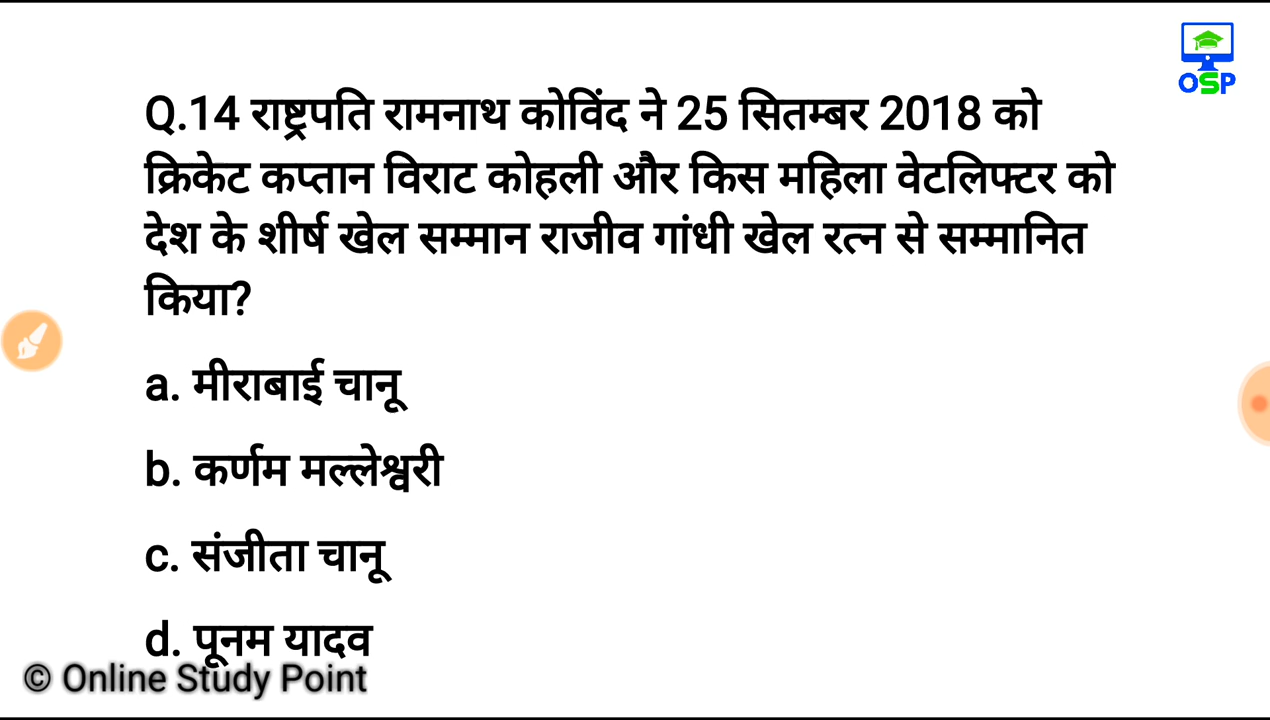 OSP
Q.14 राष्ट्रपति रामनाथ कोविंद ने 25 सितम्बर 2018 को
क्रिकेट कप्तान विराट कोहली और किस महिला वेटलिफ्टर को
देश के शीर्ष खेल सम्मान राजीव गांधी खेल रत्न से सम्मानित
किया?
a. मीराबाई चानू
b. कर्णम मल्लेश्वरी
c. संजीता चानू
d. पूनम यादव
© Online Study Point